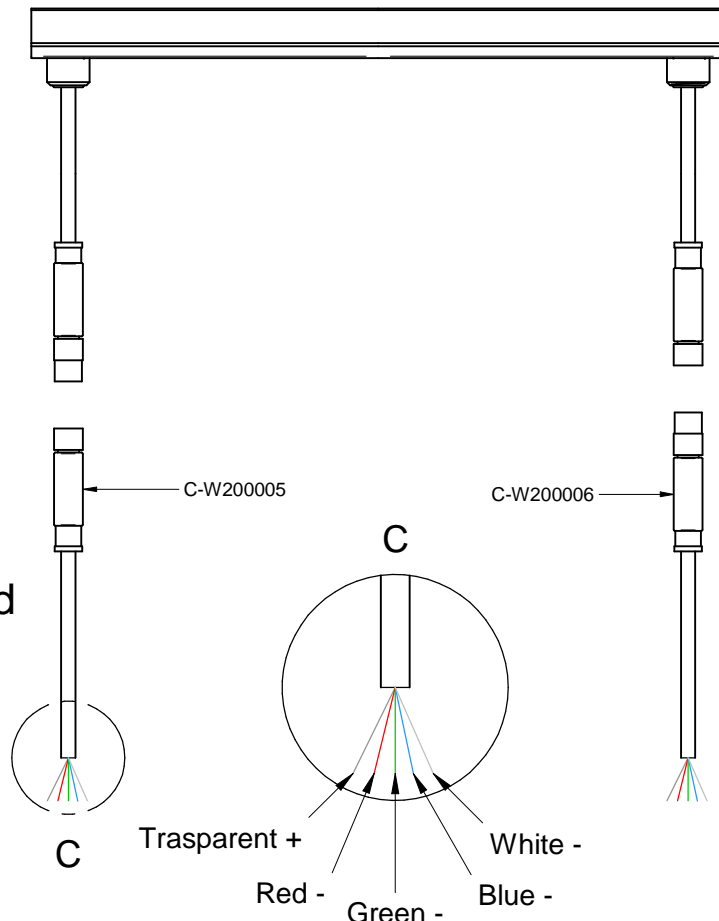 C-W200005
C-W200006
C
d
C
Trasparent +
White -
Red -
Blue -
Green -